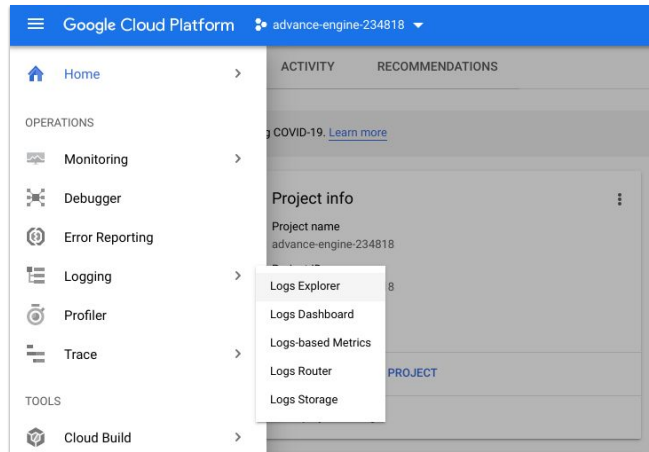 Google Cloud Platform
advance-engine-234818
Home
OPERATIONS
Monitoring
Debugger
Error Reporting
Logging
Profiler
Trace
TOOLS
Cloud Build
ACTIVITY RECOMMENDATIONS
COVID-19. Learn more
Project info
Project name
advance-engine-234818
8
Logs Explorer
Logs Dashboard
Logs-based Metrics
Logs Router
Logs Storage
PROJECT